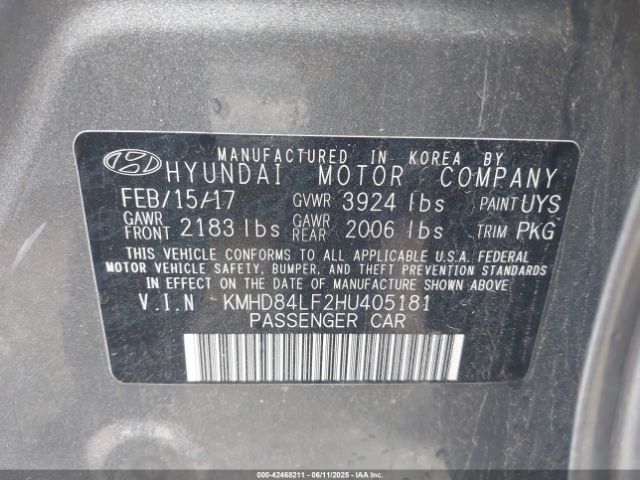 MANUFACTURED IN KOREA BY
HYUNDAI MOTOR COMPANY
FEB/15/17 GVWR 3924 lbs PAINT UYS
GAWR FRONT 2183 lbs GAWR REAR 2006 lbs TRIM PKG
THIS VEHICLE CONFORMS TO ALL APPLICABLE U.S.A. FEDERAL
MOTOR VEHICLE SAFETY, BUMPER, AND THEFT PREVENTION STANDARDS
IN EFFECT ON THE DATE OF MANUFACTURE SHOWN ABOVE.
V.I.N KMHD84LF2HU405181
PASSENGER CAR
000-42468211 - 06/11/2025 - IAAI.COM